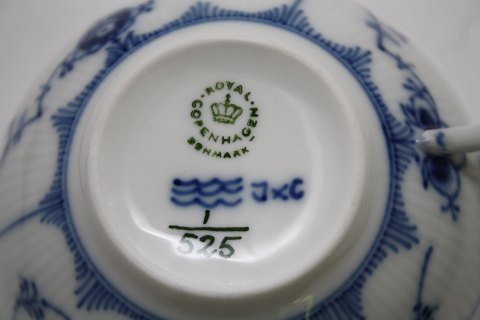 ROYAL
COPENHAGEN
DENMARK
JxC
1
525